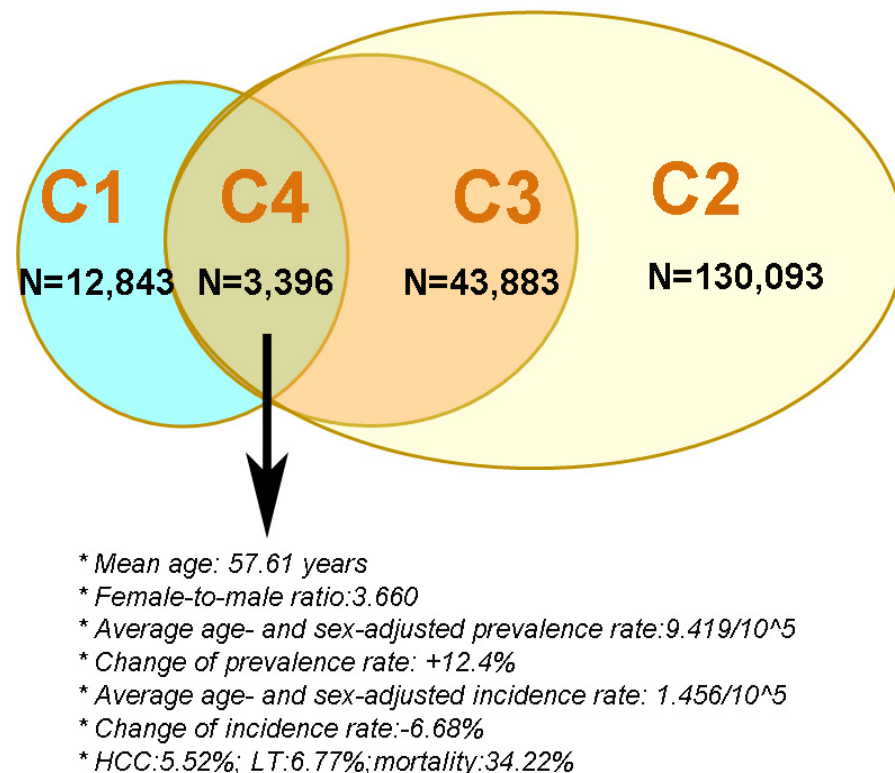 C1 C4 C3 C2
N=12,843 N=3,396 N=43,883 N=130,093
* Mean age: 57.61 years
* Female-to-male ratio:3.660
* Average age- and sex-adjusted prevalence rate:9.419/10^5
* Change of prevalence rate: +12.4%
* Average age- and sex-adjusted incidence rate: 1.456/10^5
* Change of incidence rate:-6.68%
* HCC:5.52%; LT:6.77%;mortality:34.22%